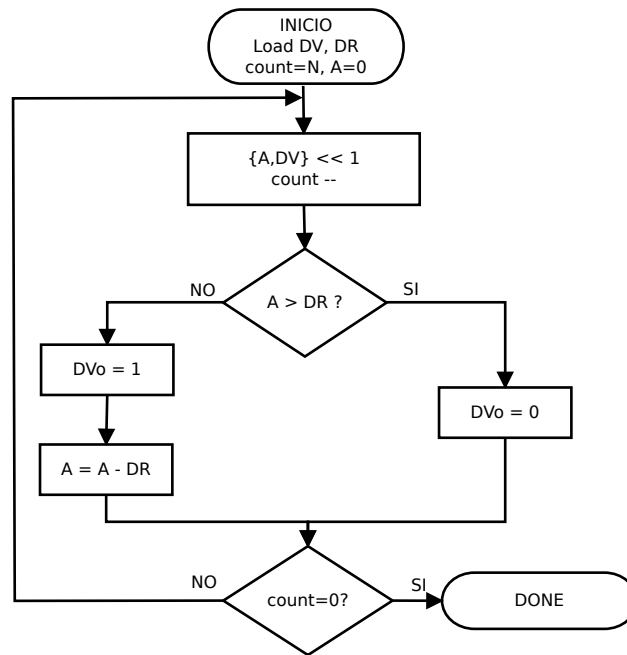 INICIO
Load DV, DR
count=N, A=0
{A,DV} << 1
count --
A > DR ?
NO
SI
DVo = 1
DVo = 0
A = A - DR
count=0?
NO
SI
DONE